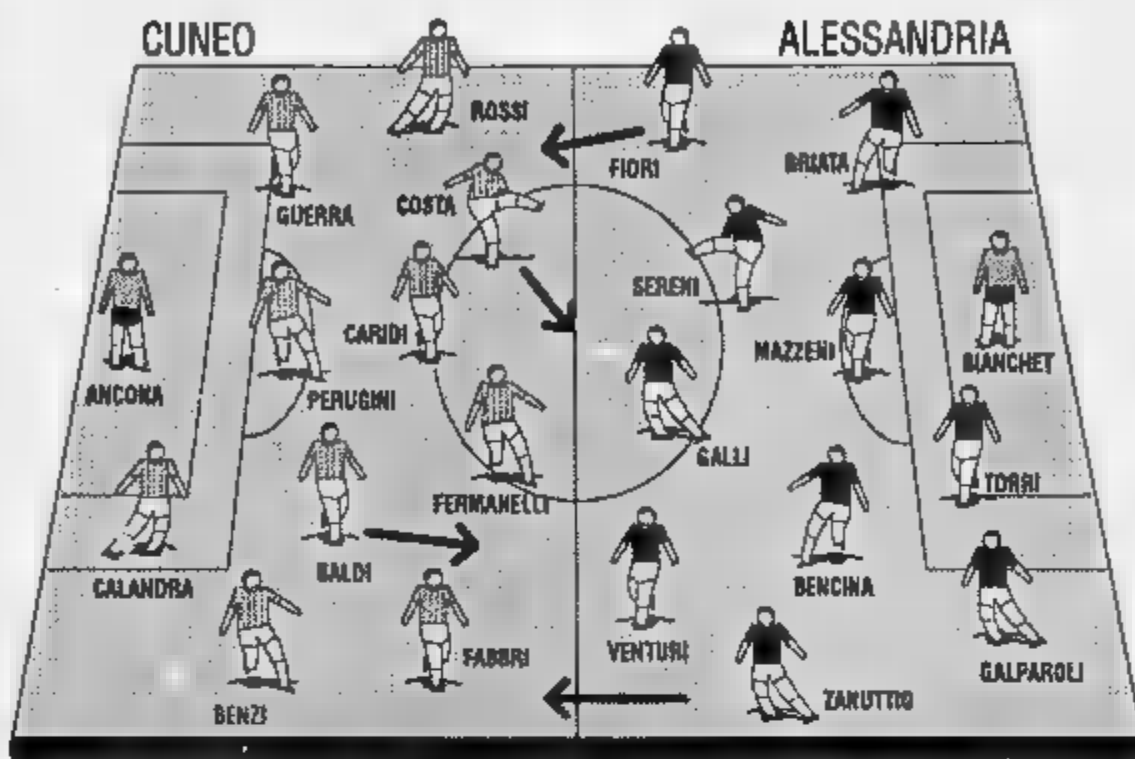 CUNEO
ALESSANDRIA
ROSSI
FIORI
BRIATA
GUERRA
COSTA
SERENI
CARIDI
MAZZENI
BIANCHET
ANCONA
PERUGINI
GALLI
TORRI
FERMANELLI
CALANDRA
BALDI
BENCINA
FABBRI
VENTURI
GALPAROLI
BENZI
ZANUTTIG